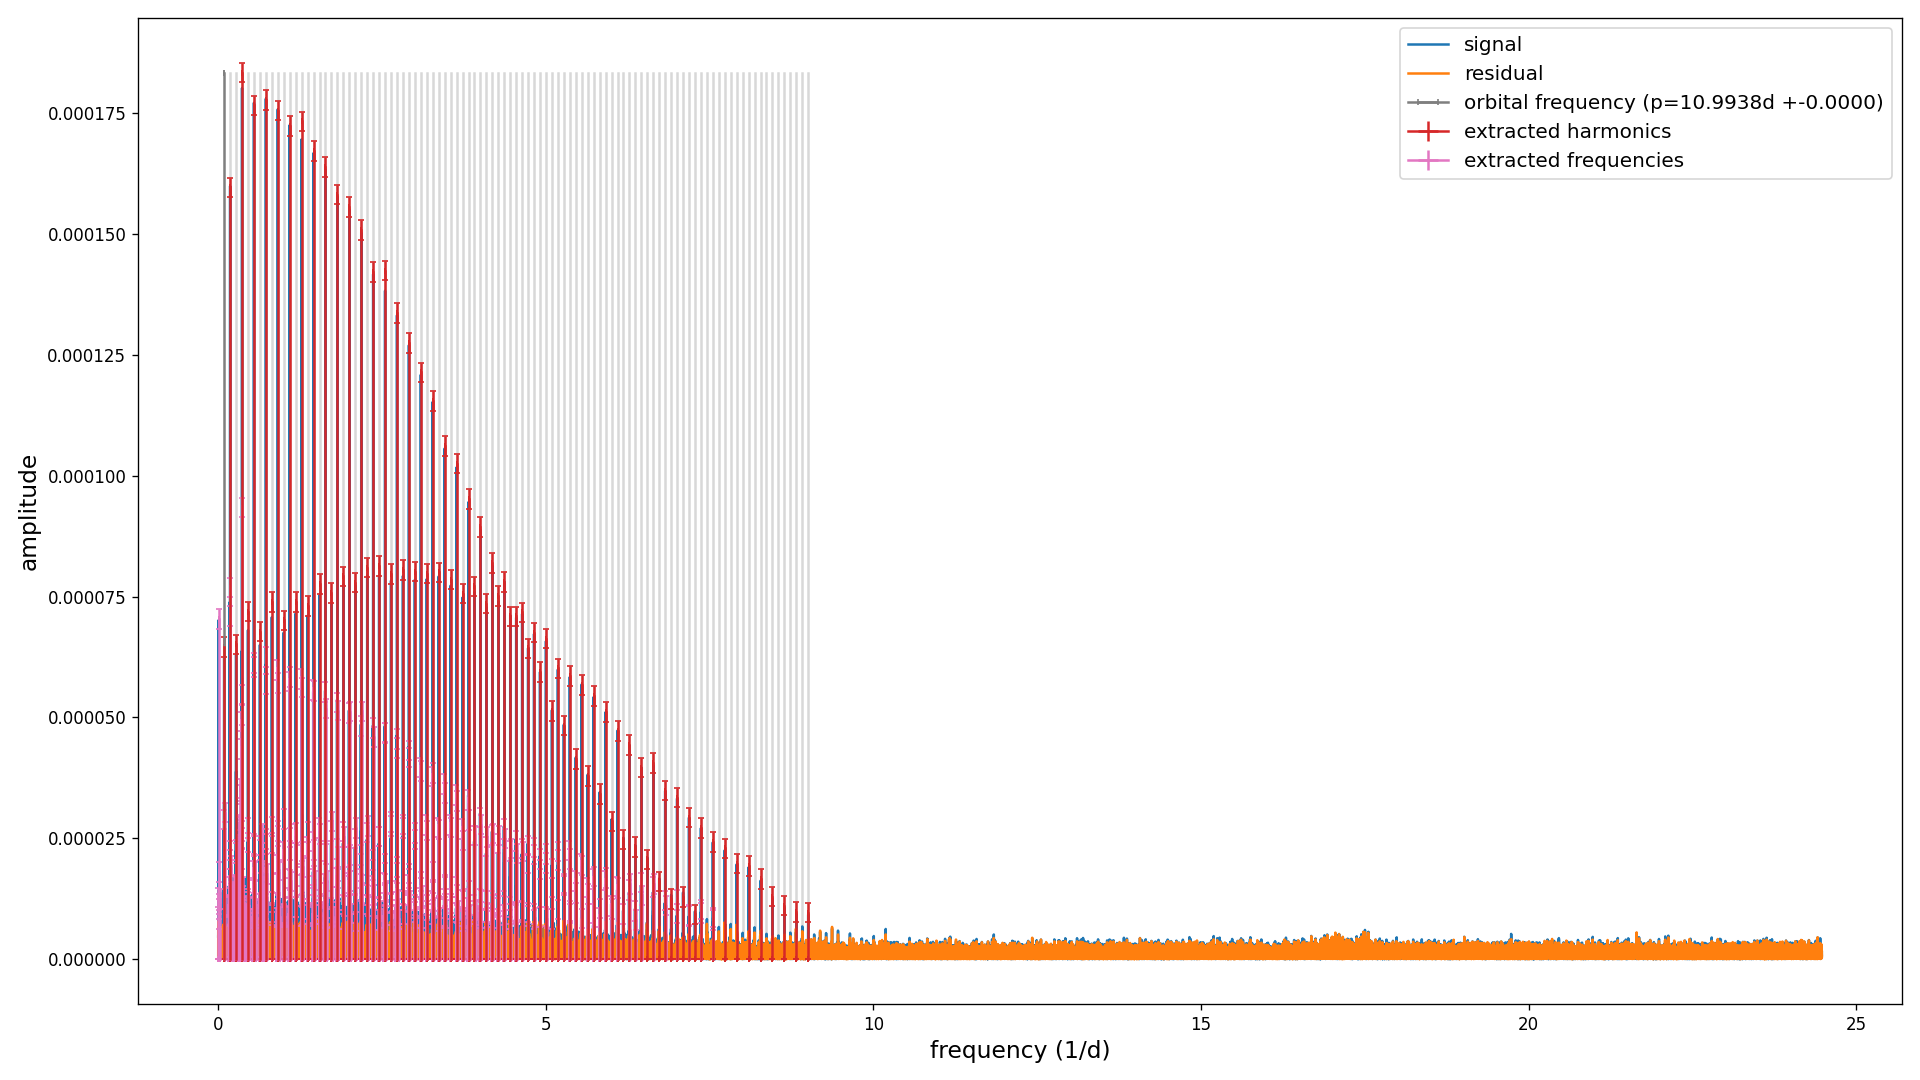 signal
residual
orbital frequency (p=10.9938d +-0.0000)
extracted harmonics
extracted frequencies
amplitude
0.000175
0.000150
0.000125
0.000100
0.000075
0.000050
0.000025
0.000000
0 5 10 15 20 25
frequency (1/d)